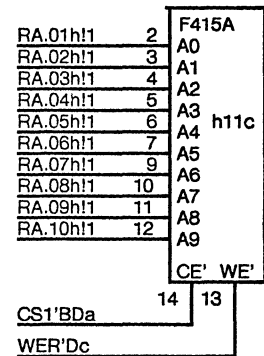 F415A
RA.01h!1 2 A0
RA.02h!1 3 A1
RA.03h!1 4 A2
RA.04h!1 5 A3
RA.05h!1 6 A4
RA.06h!1 7 A5
RA.07h!1 9 A6
RA.08h!1 10 A7
RA.09h!1 11 A8
RA.10h!1 12 A9
h11c
CE' WE'
14 13
CS1'BDa
WER'Dc